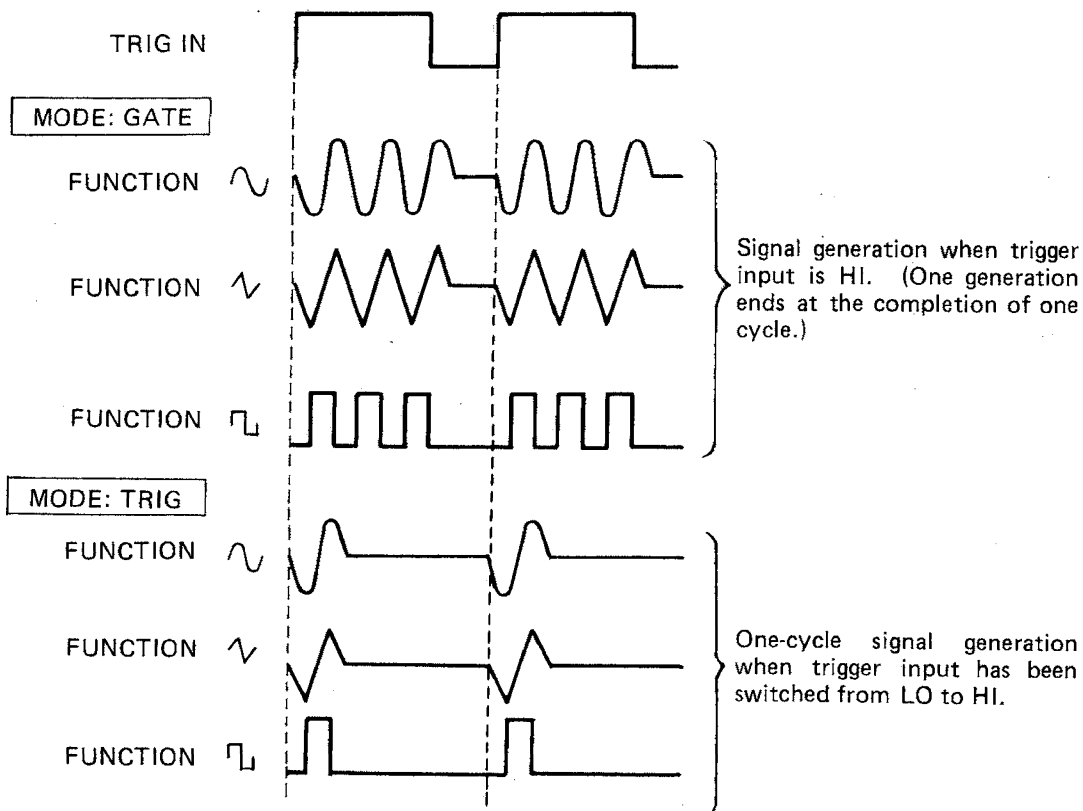 TRIG IN
MODE: GATE
FUNCTION
FUNCTION
Signal generation when trigger
input is HI. (One generation
ends at the completion of one
cycle.)
FUNCTION
MODE: TRIG
FUNCTION
FUNCTION
One-cycle signal generation
when trigger input has been
switched from LO to HI.
FUNCTION